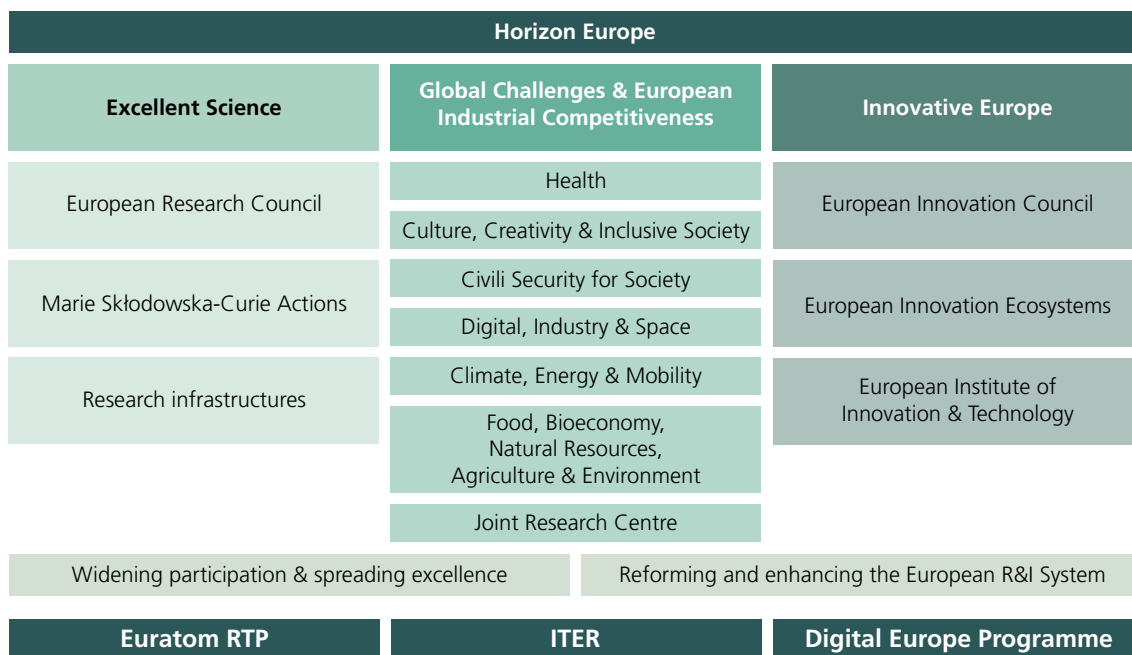 Horizon Europe
Excellent Science
Global Challenges & European
Industrial Competitiveness
Innovative Europe
European Research Council
Marie Skłodowska-Curie Actions
Research infrastructures
Health
Culture, Creativity & Inclusive Society
Civili Security for Society
Digital, Industry & Space
Climate, Energy & Mobility
Food, Bioeconomy,
Natural Resources,
Agriculture & Environment
Joint Research Centre
European Innovation Council
European Innovation Ecosystems
European Institute of
Innovation & Technology
Widening participation & spreading excellence
Reforming and enhancing the European R&I System
Euratom RTP
ITER
Digital Europe Programme